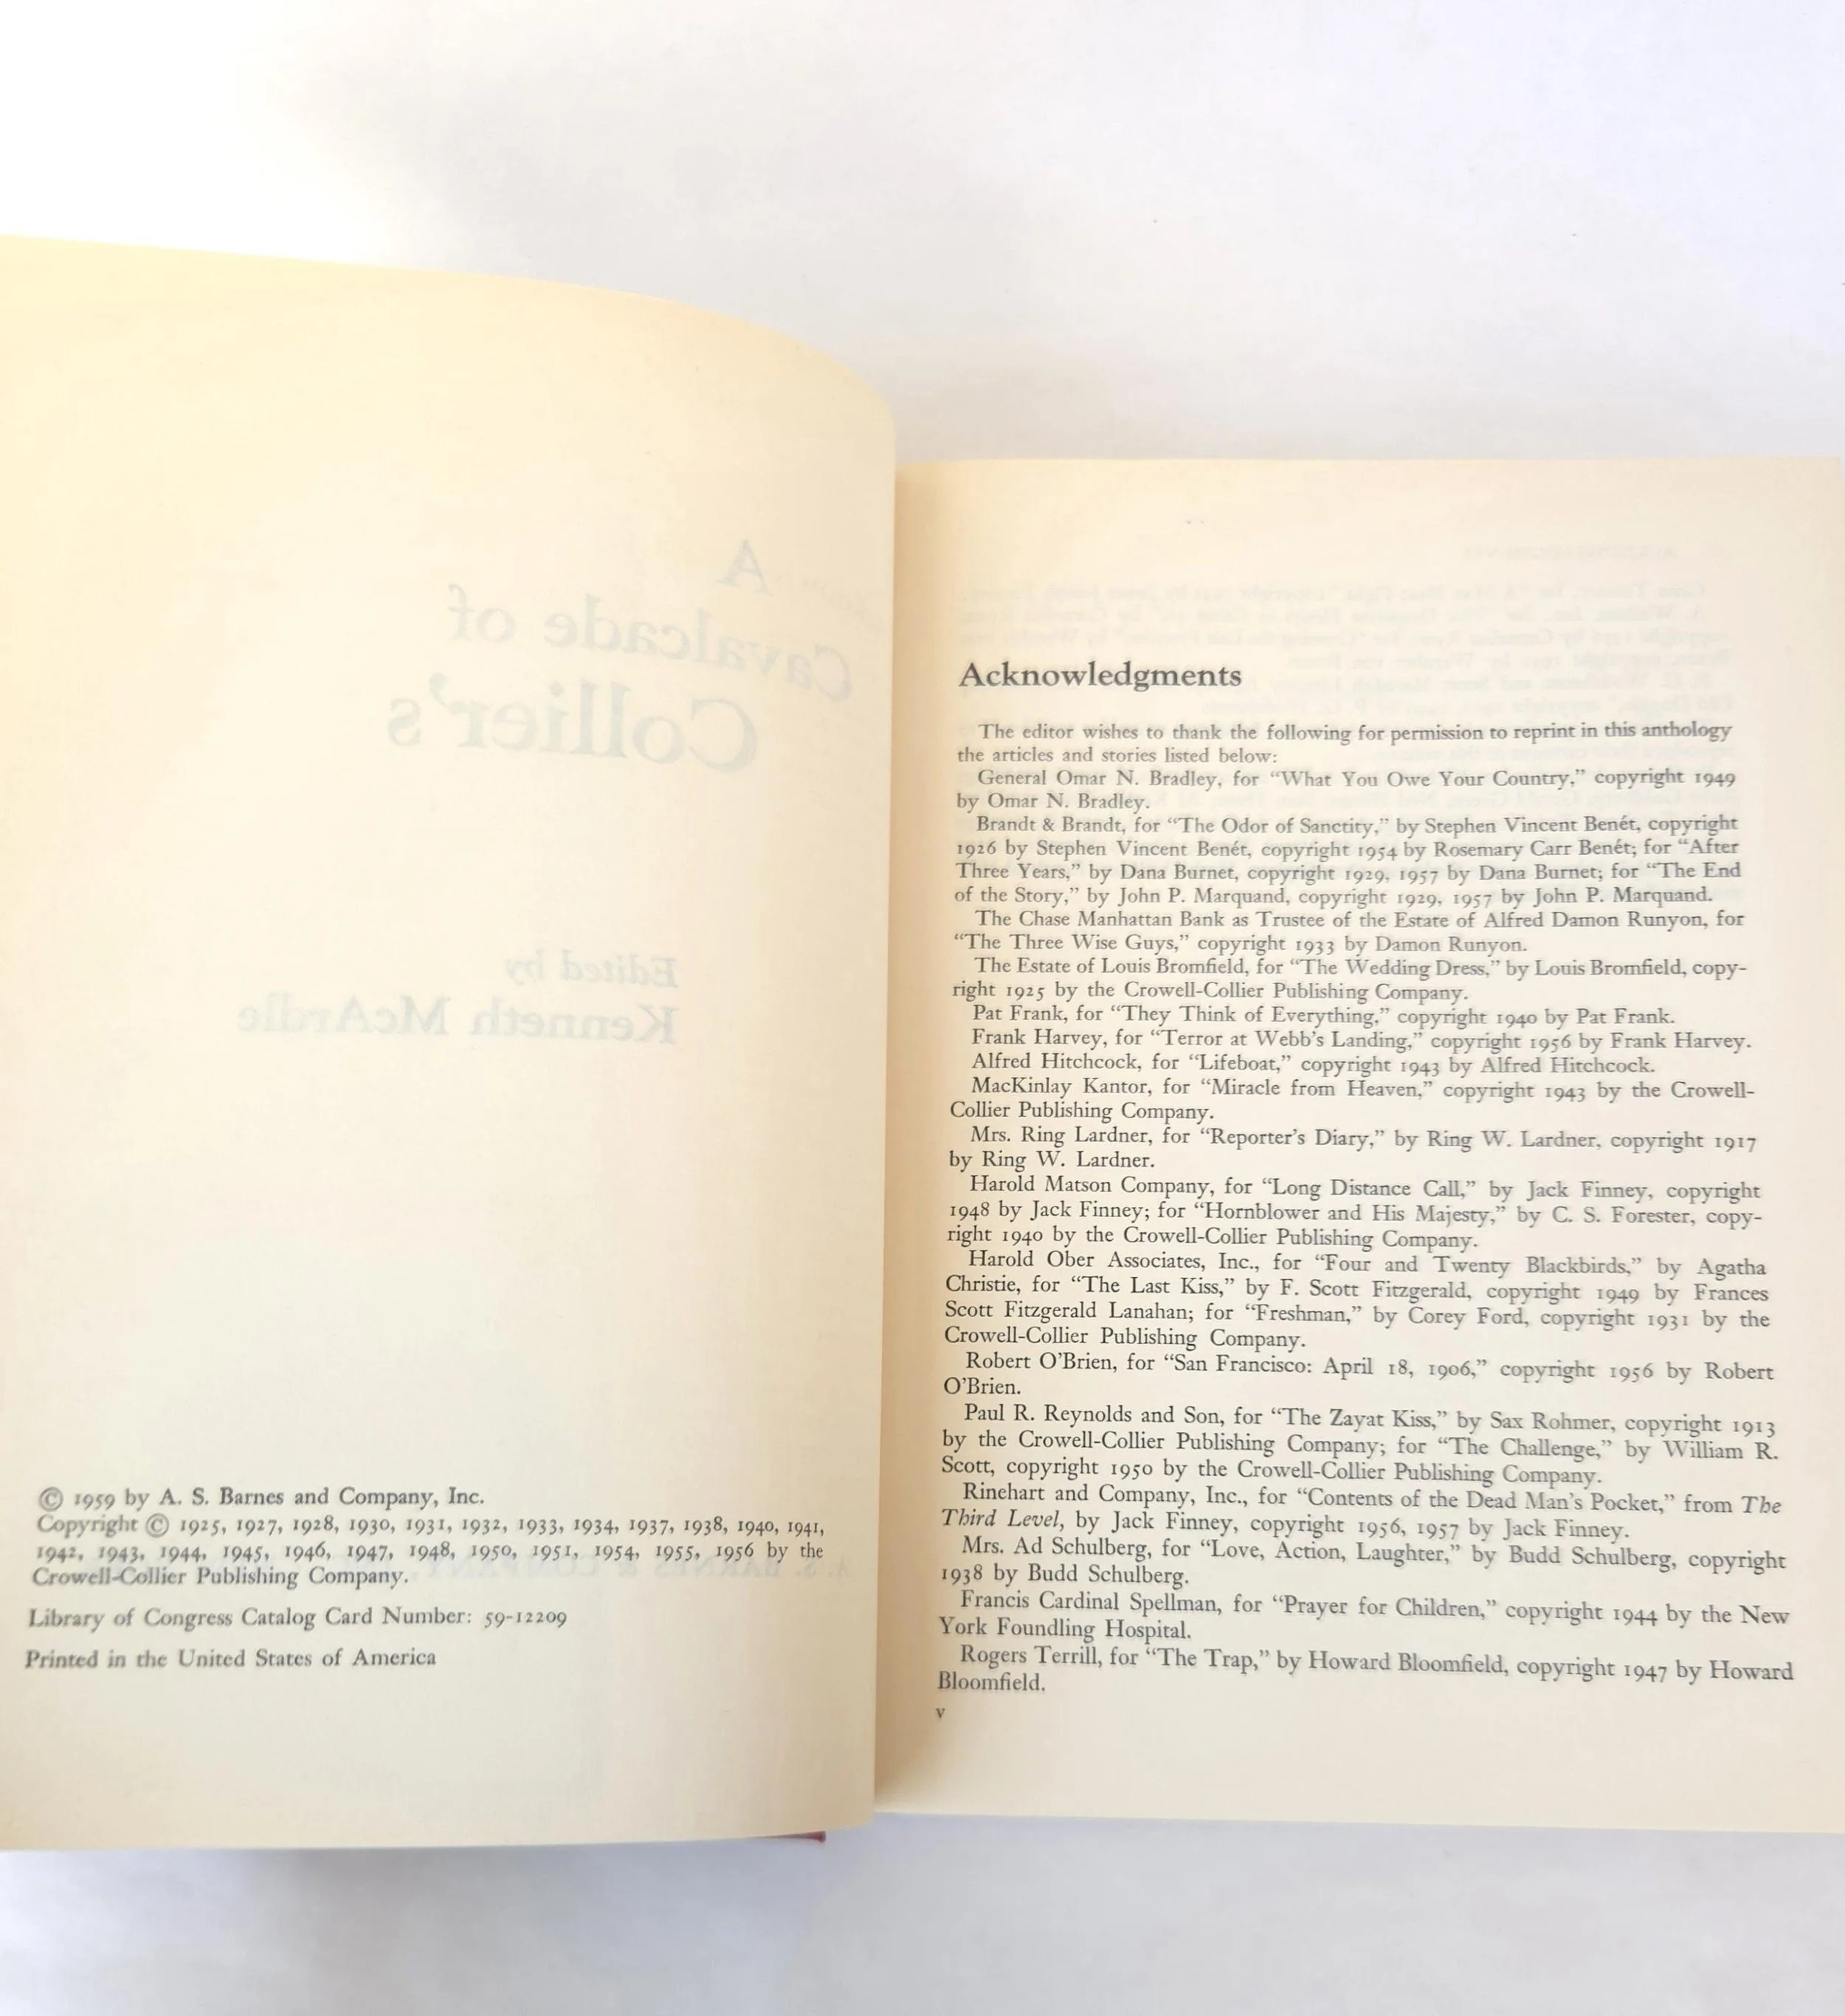 A
Cavalcade of
Collier's
Edited by
Kenneth McArdle
A. S. BARNES & COMPANY
© 1959 by A. S. Barnes and Company, Inc.
Copyright © 1925, 1927, 1928, 1930, 1931, 1932, 1933, 1934, 1937, 1938, 1940, 1941,
1942, 1943, 1944, 1945, 1946, 1947, 1948, 1950, 1951, 1954, 1955, 1956 by the
Crowell-Collier Publishing Company.
Library of Congress Catalog Card Number: 59-12209
Printed in the United States of America
Acknowledgments
The editor wishes to thank the following for permission to reprint in this anthology
the articles and stories listed below:
General Omar N. Bradley, for “What You Owe Your Country,” copyright 1949
by Omar N. Bradley.
Brandt & Brandt, for “The Odor of Sanctity,” by Stephen Vincent Benét, copyright
1926 by Stephen Vincent Benét, copyright 1954 by Rosemary Carr Benét; for “After
Three Years,” by Dana Burnet, copyright 1929, 1957 by Dana Burnet; for “The End
of the Story,” by John P. Marquand, copyright 1929, 1957 by John P. Marquand.
The Chase Manhattan Bank as Trustee of the Estate of Alfred Damon Runyon, for
“The Three Wise Guys,” copyright 1933 by Damon Runyon.
The Estate of Louis Bromfield, for “The Wedding Dress,” by Louis Bromfield, copy-
right 1925 by the Crowell-Collier Publishing Company.
Pat Frank, for “They Think of Everything,” copyright 1940 by Pat Frank.
Frank Harvey, for “Terror at Webb’s Landing,” copyright 1956 by Frank Harvey.
Alfred Hitchcock, for “Lifeboat,” copyright 1943 by Alfred Hitchcock.
MacKinlay Kantor, for “Miracle from Heaven,” copyright 1943 by the Crowell-
Collier Publishing Company.
Mrs. Ring Lardner, for “Reporter’s Diary,” by Ring W. Lardner, copyright 1917
by Ring W. Lardner.
Harold Matson Company, for “Long Distance Call,” by Jack Finney, copyright
1948 by Jack Finney; for “Hornblower and His Majesty,” by C. S. Forester, copy-
right 1940 by the Crowell-Collier Publishing Company.
Harold Ober Associates, Inc., for “Four and Twenty Blackbirds,” by Agatha
Christie, for “The Last Kiss,” by F. Scott Fitzgerald, copyright 1949 by Frances
Scott Fitzgerald Lanahan; for “Freshman,” by Corey Ford, copyright 1931 by the
Crowell-Collier Publishing Company.
Robert O’Brien, for “San Francisco: April 18, 1906,” copyright 1956 by Robert
O’Brien.
Paul R. Reynolds and Son, for “The Zayat Kiss,” by Sax Rohmer, copyright 1913
by the Crowell-Collier Publishing Company; for “The Challenge,” by William R.
Scott, copyright 1950 by the Crowell-Collier Publishing Company.
Rinehart and Company, Inc., for “Contents of the Dead Man’s Pocket,” from The
Third Level, by Jack Finney, copyright 1956, 1957 by Jack Finney.
Mrs. Ad Schulberg, for “Love, Action, Laughter,” by Budd Schulberg, copyright
1938 by Budd Schulberg.
Francis Cardinal Spellman, for “Prayer for Children,” copyright 1944 by the New
York Foundling Hospital.
Rogers Terrill, for “The Trap,” by Howard Bloomfield, copyright 1947 by Howard
Bloomfield.
v